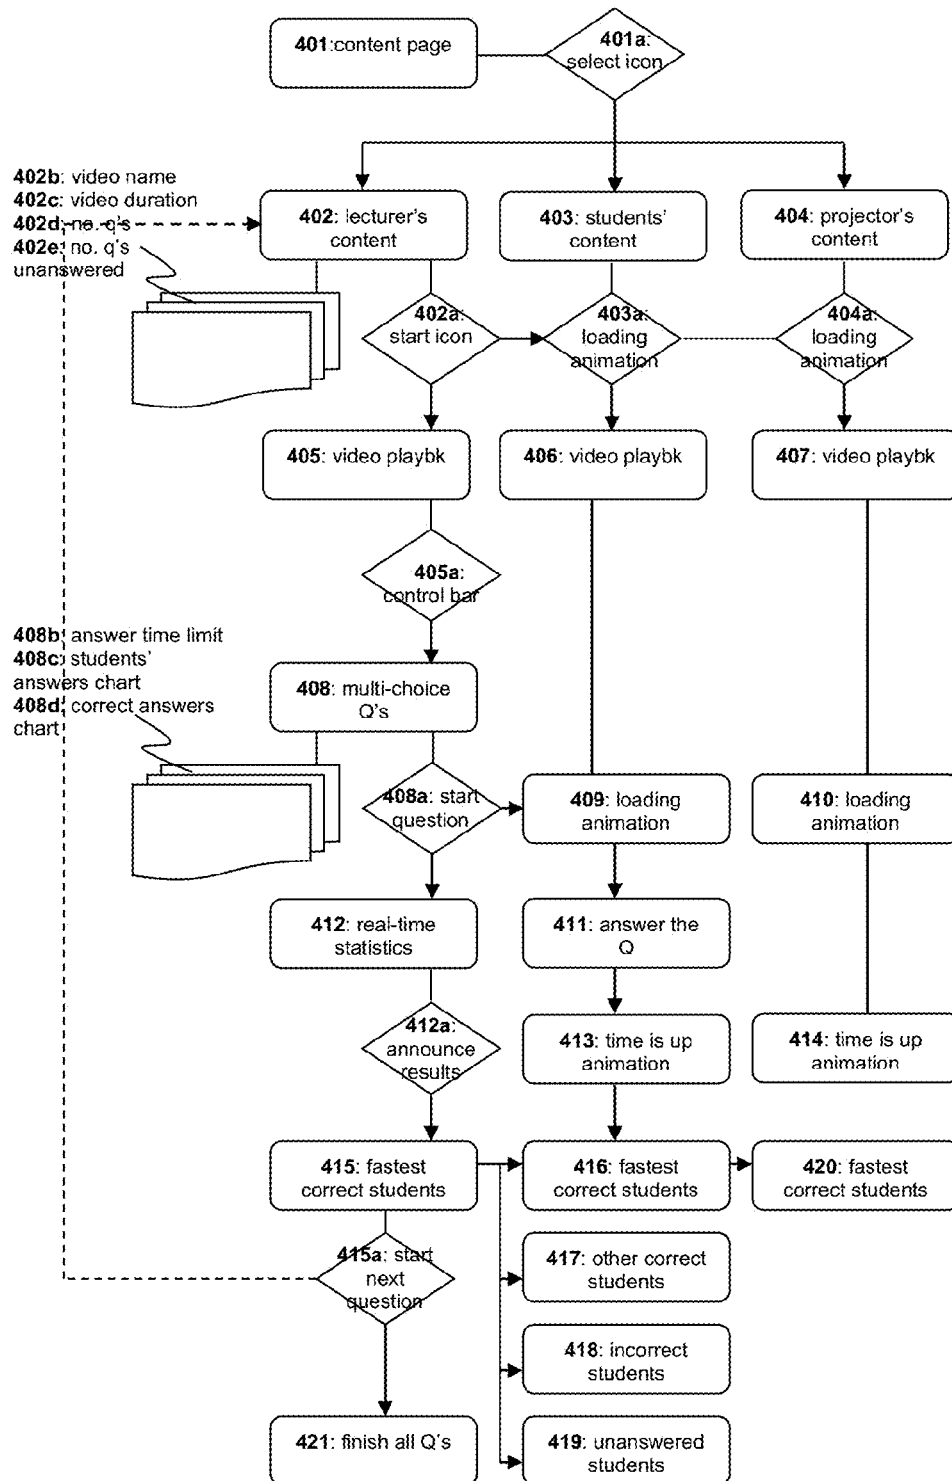 401:content page
401a:
select icon
402b: video name
402c: video duration
402d: no. q's
402e: no. q's
unanswered
402: lecturer's
content
403: students'
content
404: projector's
content
402a:
start icon
403a:
loading
animation
404a:
loading
animation
405: video playbk
406: video playbk
407: video playbk
405a:
control bar
408b: answer time limit
408c: students'
answers chart
408d: correct answers
chart
408: multi-choice
Q's
408a: start
question
409: loading
animation
410: loading
animation
412: real-time
statistics
411: answer the
Q
412a:
announce
results
413: time is up
animation
414: time is up
animation
415: fastest
correct students
416: fastest
correct students
420: fastest
correct students
415a: start
next
question
417: other correct
students
418: incorrect
students
421: finish all Q's
419: unanswered
students